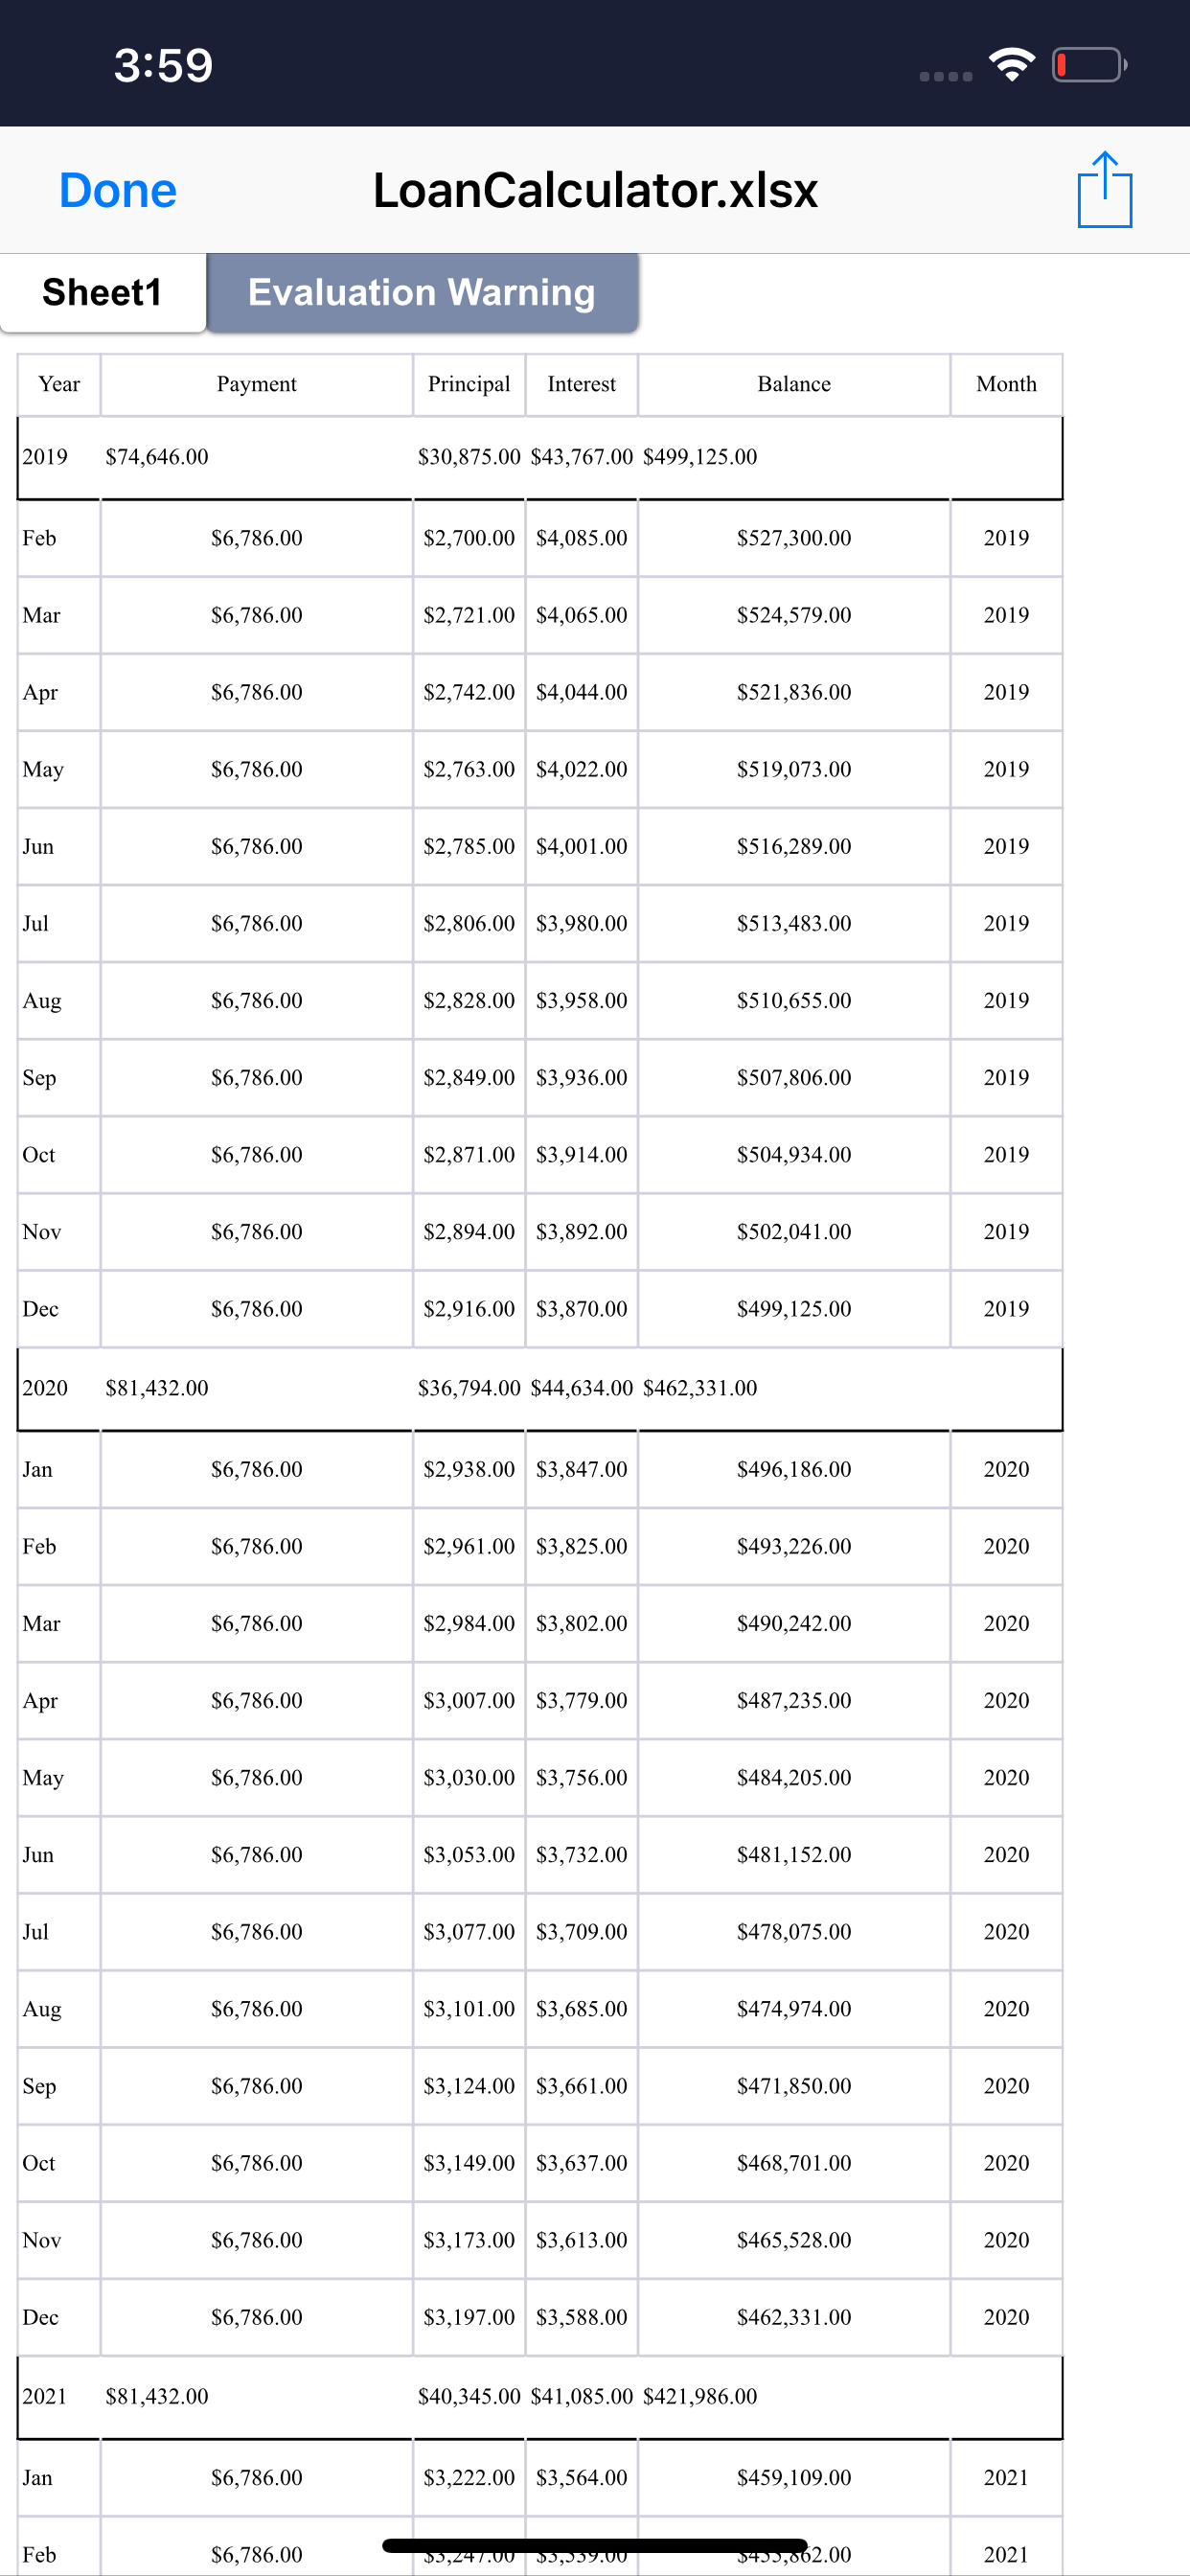 3:59
Done LoanCalculator.xlsx
Sheet1 Evaluation Warning
Year Payment Principal Interest Balance Month
2019 $74,646.00 $30,875.00 $43,767.00 $499,125.00
Feb $6,786.00 $2,700.00 $4,085.00 $527,300.00 2019
Mar $6,786.00 $2,721.00 $4,065.00 $524,579.00 2019
Apr $6,786.00 $2,742.00 $4,044.00 $521,836.00 2019
May $6,786.00 $2,763.00 $4,022.00 $519,073.00 2019
Jun $6,786.00 $2,785.00 $4,001.00 $516,289.00 2019
Jul $6,786.00 $2,806.00 $3,980.00 $513,483.00 2019
Aug $6,786.00 $2,828.00 $3,958.00 $510,655.00 2019
Sep $6,786.00 $2,849.00 $3,936.00 $507,806.00 2019
Oct $6,786.00 $2,871.00 $3,914.00 $504,934.00 2019
Nov $6,786.00 $2,894.00 $3,892.00 $502,041.00 2019
Dec $6,786.00 $2,916.00 $3,870.00 $499,125.00 2019
2020 $81,432.00 $36,794.00 $44,634.00 $462,331.00
Jan $6,786.00 $2,938.00 $3,847.00 $496,186.00 2020
Feb $6,786.00 $2,961.00 $3,825.00 $493,226.00 2020
Mar $6,786.00 $2,984.00 $3,802.00 $490,242.00 2020
Apr $6,786.00 $3,007.00 $3,779.00 $487,235.00 2020
May $6,786.00 $3,030.00 $3,756.00 $484,205.00 2020
Jun $6,786.00 $3,053.00 $3,732.00 $481,152.00 2020
Jul $6,786.00 $3,077.00 $3,709.00 $478,075.00 2020
Aug $6,786.00 $3,101.00 $3,685.00 $474,974.00 2020
Sep $6,786.00 $3,124.00 $3,661.00 $471,850.00 2020
Oct $6,786.00 $3,149.00 $3,637.00 $468,701.00 2020
Nov $6,786.00 $3,173.00 $3,613.00 $465,528.00 2020
Dec $6,786.00 $3,197.00 $3,588.00 $462,331.00 2020
2021 $81,432.00 $40,345.00 $41,085.00 $421,986.00
Jan $6,786.00 $3,222.00 $3,564.00 $459,109.00 2021
Feb $6,786.00 $3,247.00 $3,539.00 $455,862.00 2021